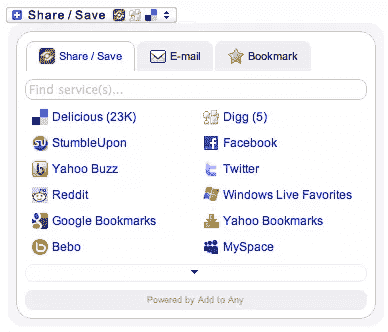 Share / Save
Share / Save E-mail Bookmark
Find service(s)...
Delicious (23K) Digg (5)
StumbleUpon Facebook
Yahoo Buzz Twitter
Reddit Windows Live Favorites
Google Bookmarks Yahoo Bookmarks
Bebo MySpace
Powered by Add to Any